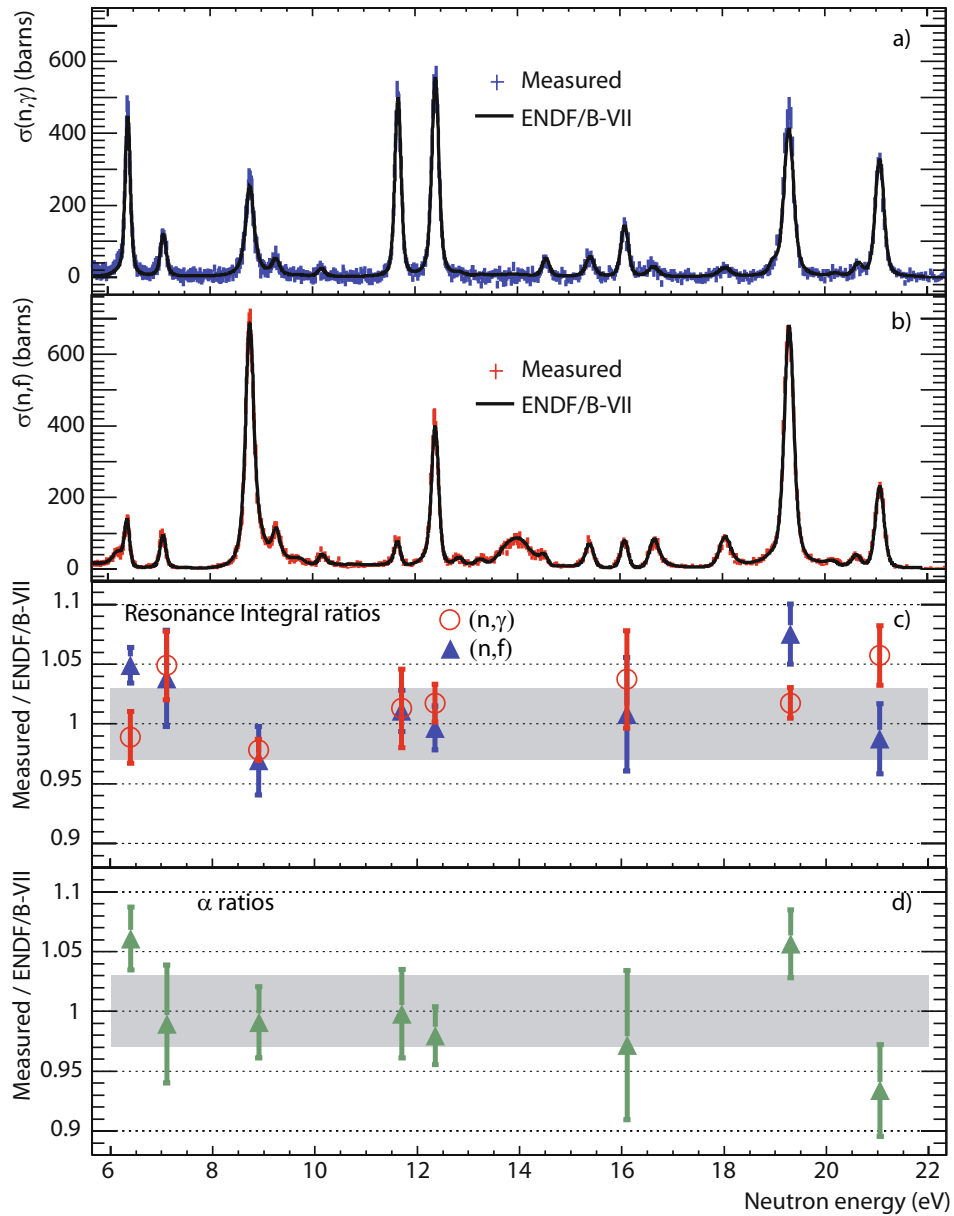 a)
σ(n,γ) (barns)
600
400
200
0
Measured
ENDF/B-VII
b)
σ(n,f) (barns)
600
400
200
0
Measured
ENDF/B-VII
c)
Resonance Integral ratios
(n,γ)
(n,f)
Measured / ENDF/B-VII
1.1
1.05
1
0.95
0.9
d)
α ratios
Measured / ENDF/B-VII
1.1
1.05
1
0.95
0.9
6 8 10 12 14 16 18 20 22
Neutron energy (eV)